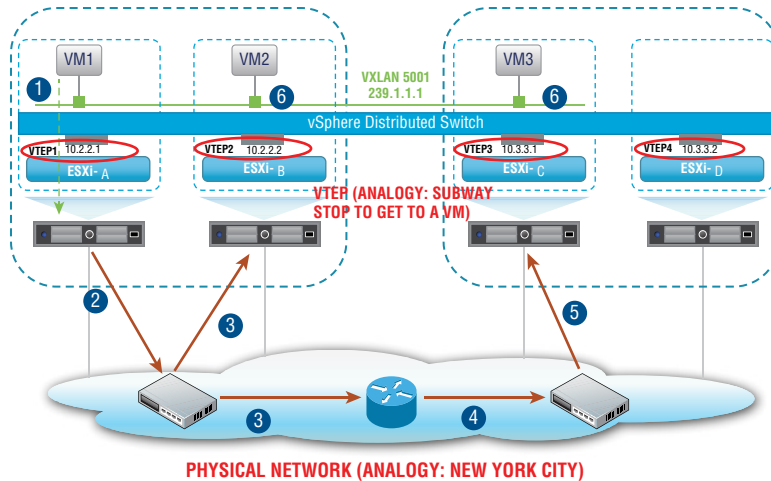 VM1
VM2
VM3
1
6
VXLAN 5001
239.1.1.1
6
vSphere Distributed Switch
VTEP1 10.2.2.1
VTEP2 10.2.2.2
VTEP3 10.3.3.1
VTEP4 10.3.3.2
ESXi- A
ESXi- B
ESXi- C
ESXi- D
VTEP (ANALOGY: SUBWAY
STOP TO GET TO A VM)
2
3
5
3
4
PHYSICAL NETWORK (ANALOGY: NEW YORK CITY)